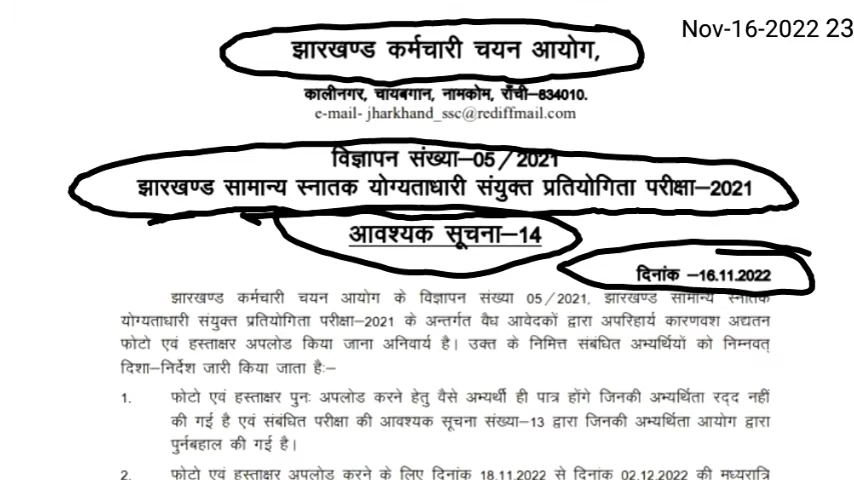 Nov-16-2022 23
झारखण्ड कर्मचारी चयन आयोग,
कालीनगर, चायबगान, नामकोम, राँची–834010.
e-mail- jharkhand_ssc@rediffmail.com
विज्ञापन संख्या–05/2021
झारखण्ड सामान्य स्नातक योग्यताधारी संयुक्त प्रतियोगिता परीक्षा–2021
आवश्यक सूचना–14
दिनांक –16.11.2022
झारखण्ड कर्मचारी चयन आयोग के विज्ञापन संख्या 05/2021, झारखण्ड सामान्य स्नातक
योग्यताधारी संयुक्त प्रतियोगिता परीक्षा–2021 के अन्तर्गत वैध आवेदकों द्वारा अपरिहार्य कारणवश अद्यतन
फोटो एवं हस्ताक्षर अपलोड किया जाना अनिवार्य है। उक्त के निमित्त संबंधित अभ्यर्थियों को निम्नवत्
दिशा–निर्देश जारी किया जाता हैः–
1. फोटो एवं हस्ताक्षर पुनः अपलोड करने हेतु वैसे अभ्यर्थी ही पात्र होंगे जिनकी अभ्यर्थिता रद्द नहीं
की गई है एवं संबंधित परीक्षा की आवश्यक सूचना संख्या–13 द्वारा जिनकी अभ्यर्थिता आयोग द्वारा
पुर्नबहाल की गई है।
2. फोटो एवं हस्ताक्षर अपलोड करने के लिए दिनांक 18.11.2022 से दिनांक 02.12.2022 की मध्यरात्रि